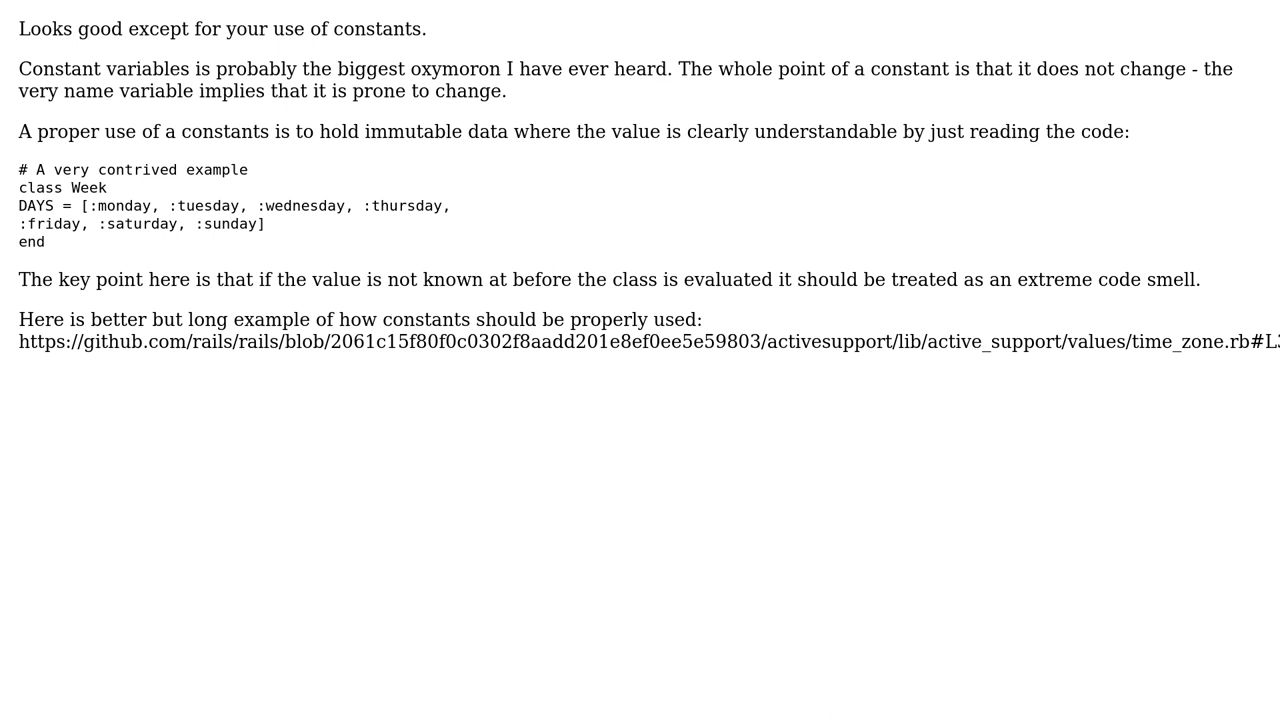 Looks good except for your use of constants.
Constant variables is probably the biggest oxymoron I have ever heard. The whole point of a constant is that it does not change - the
very name variable implies that it is prone to change.
A proper use of a constants is to hold immutable data where the value is clearly understandable by just reading the code:
# A very contrived example
class Week
DAYS = [:monday, :tuesday, :wednesday, :thursday,
:friday, :saturday, :sunday]
end
The key point here is that if the value is not known at before the class is evaluated it should be treated as an extreme code smell.
Here is better but long example of how constants should be properly used:
https://github.com/rails/rails/blob/2061c15f80f0c0302f8aadd201e8ef0ee5e59803/activesupport/lib/active_support/values/time_zone.rb#L